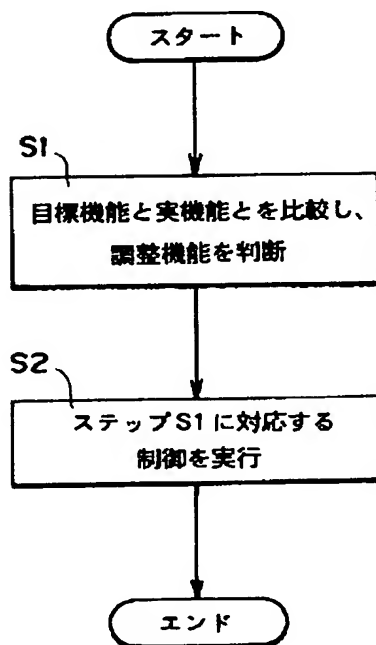 スタート
S1
目標機能と実機能とを比較し、
調整機能を判断
S2
ステップS1に対応する
制御を実行
エンド